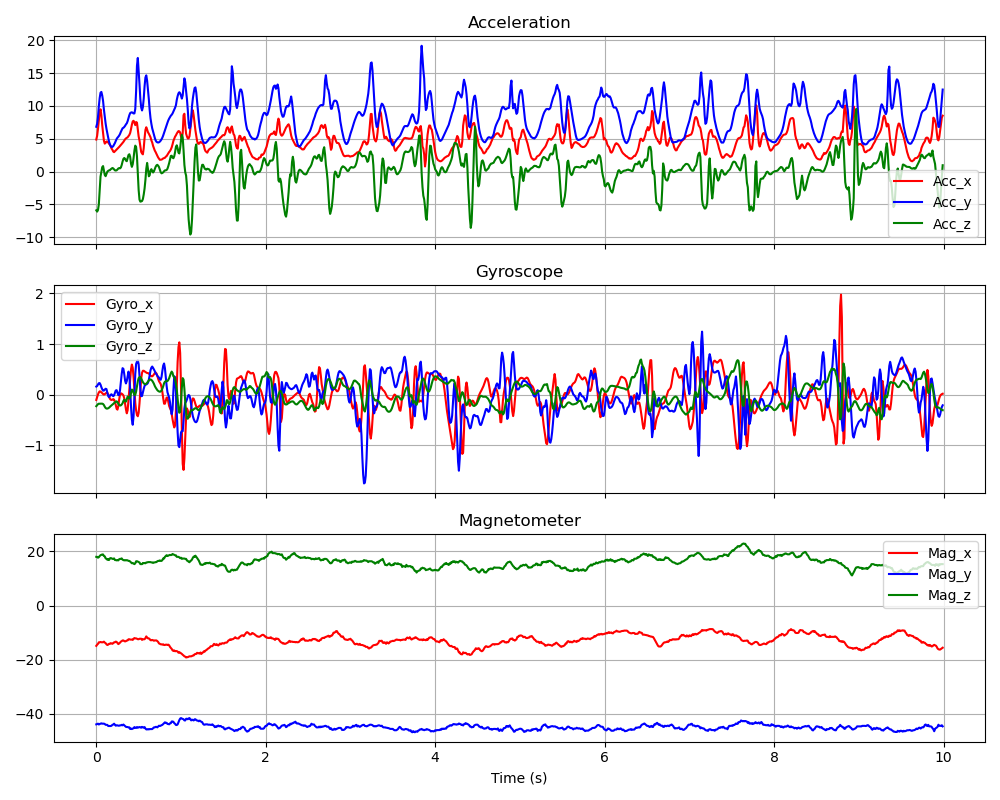 Acceleration
20
15
10
5
0
−5
−10
Acc_x
Acc_y
Acc_z
Gyroscope
2
1
0
−1
Gyro_x
Gyro_y
Gyro_z
Magnetometer
20
0
−20
−40
Mag_x
Mag_y
Mag_z
0 2 4 6 8 10
Time (s)